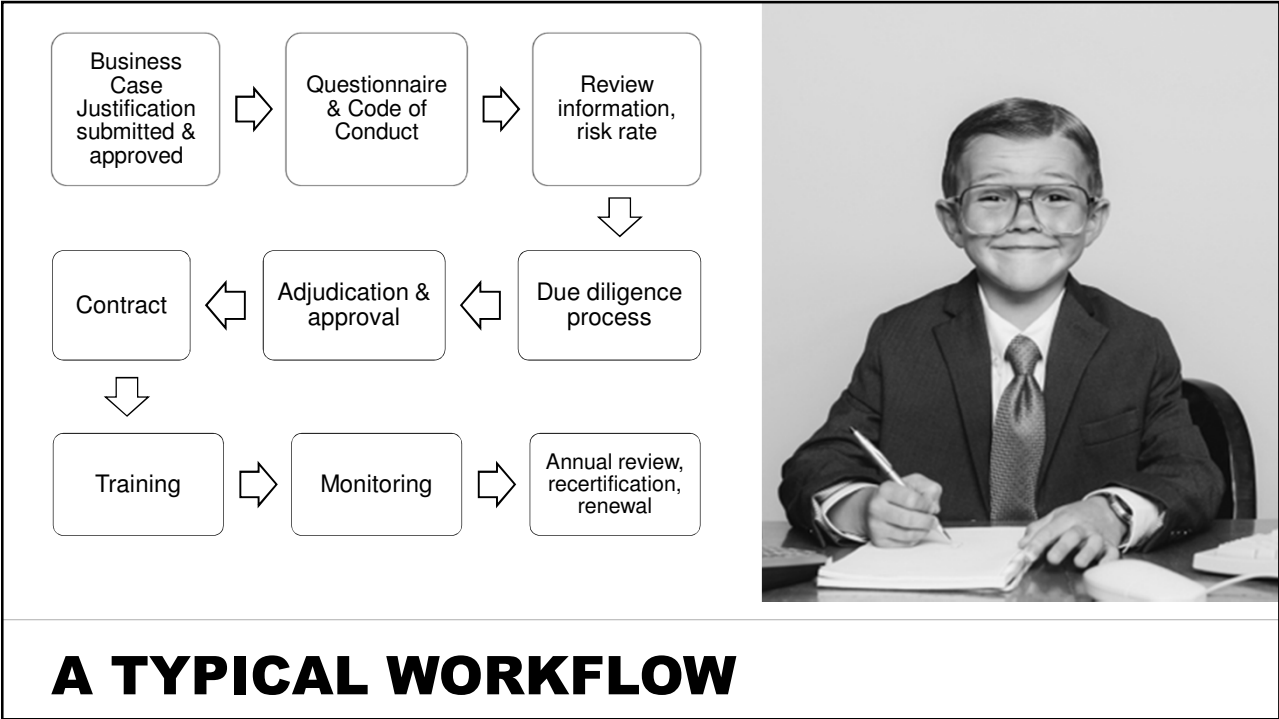 Business
Case
Justification
submitted &
approved
Questionnaire
& Code of
Conduct
Review
information,
risk rate
Due diligence
process
Adjudication &
approval
Contract
Training
Monitoring
Annual review,
recertification,
renewal
A TYPICAL WORKFLOW